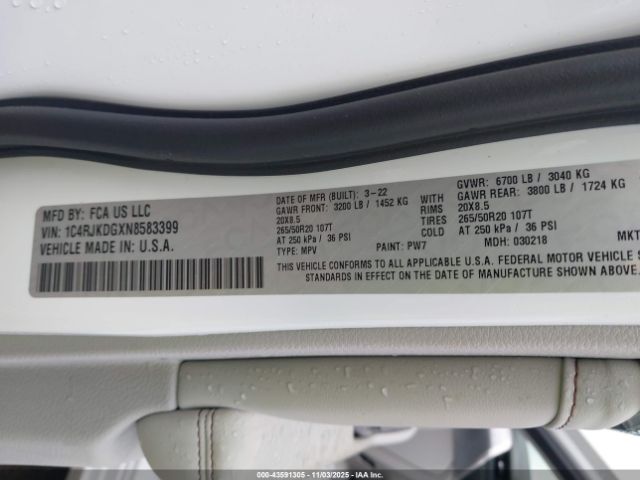 MFD BY: FCA US LLC
VIN: 1C4RJKDGXN8583399
VEHICLE MADE IN: U.S.A.
DATE OF MFR (BUILT): 3-22
GAWR FRONT: 3200 LB / 1452 KG WITH
20X8.5 RIMS
265/50R20 107T TIRES
AT 250 kPa / 36 PSI COLD
TYPE: MPV PAINT: PW7
GVWR: 6700 LB / 3040 KG
GAWR REAR: 3800 LB / 1724 KG
20X8.5
265/50R20 107T
AT 250 kPa / 36 PSI
MDH: 030218 MKT
THIS VEHICLE CONFORMS TO ALL APPLICABLE U.S.A. FEDERAL MOTOR VEHICLE S
STANDARDS IN EFFECT ON THE DATE OF MANUFACTURE SHOWN ABOVE.
00-43591305 - 11/03/2025 - IAA Inc.